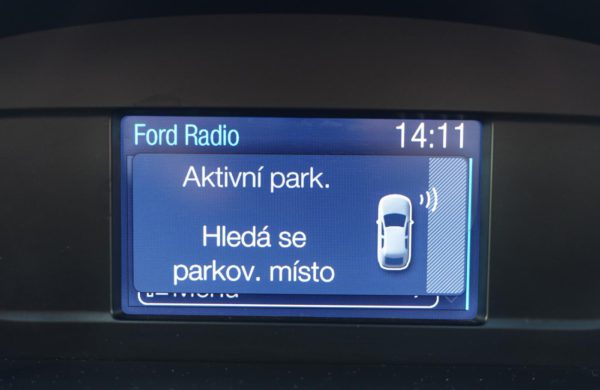 Ford Radio 14:11
Aktivní park.
Hledá se
parkov. místo